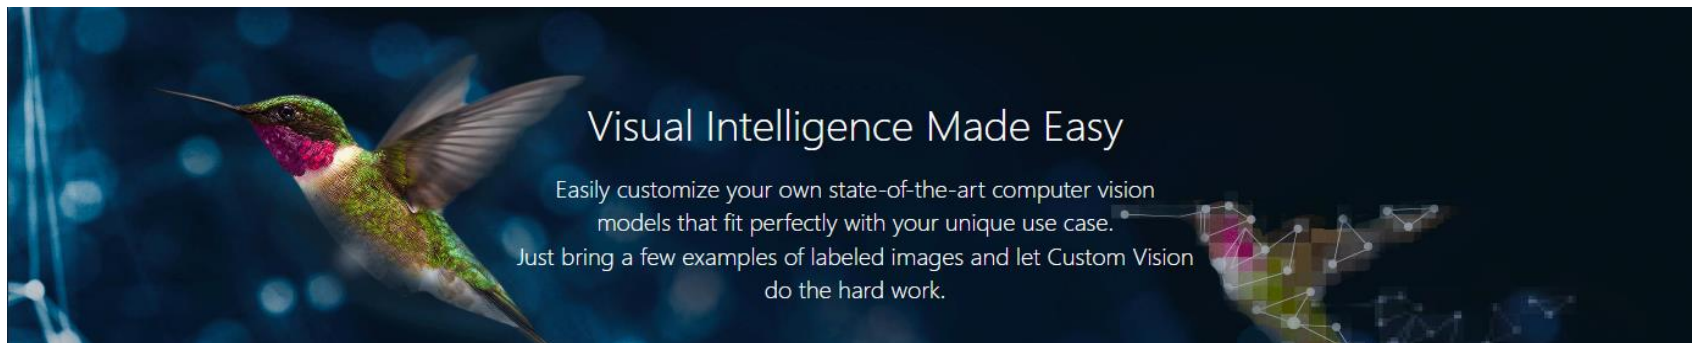 Visual Intelligence Made Easy
Easily customize your own state-of-the-art computer vision
models that fit perfectly with your unique use case.
Just bring a few examples of labeled images and let Custom Vision
do the hard work.